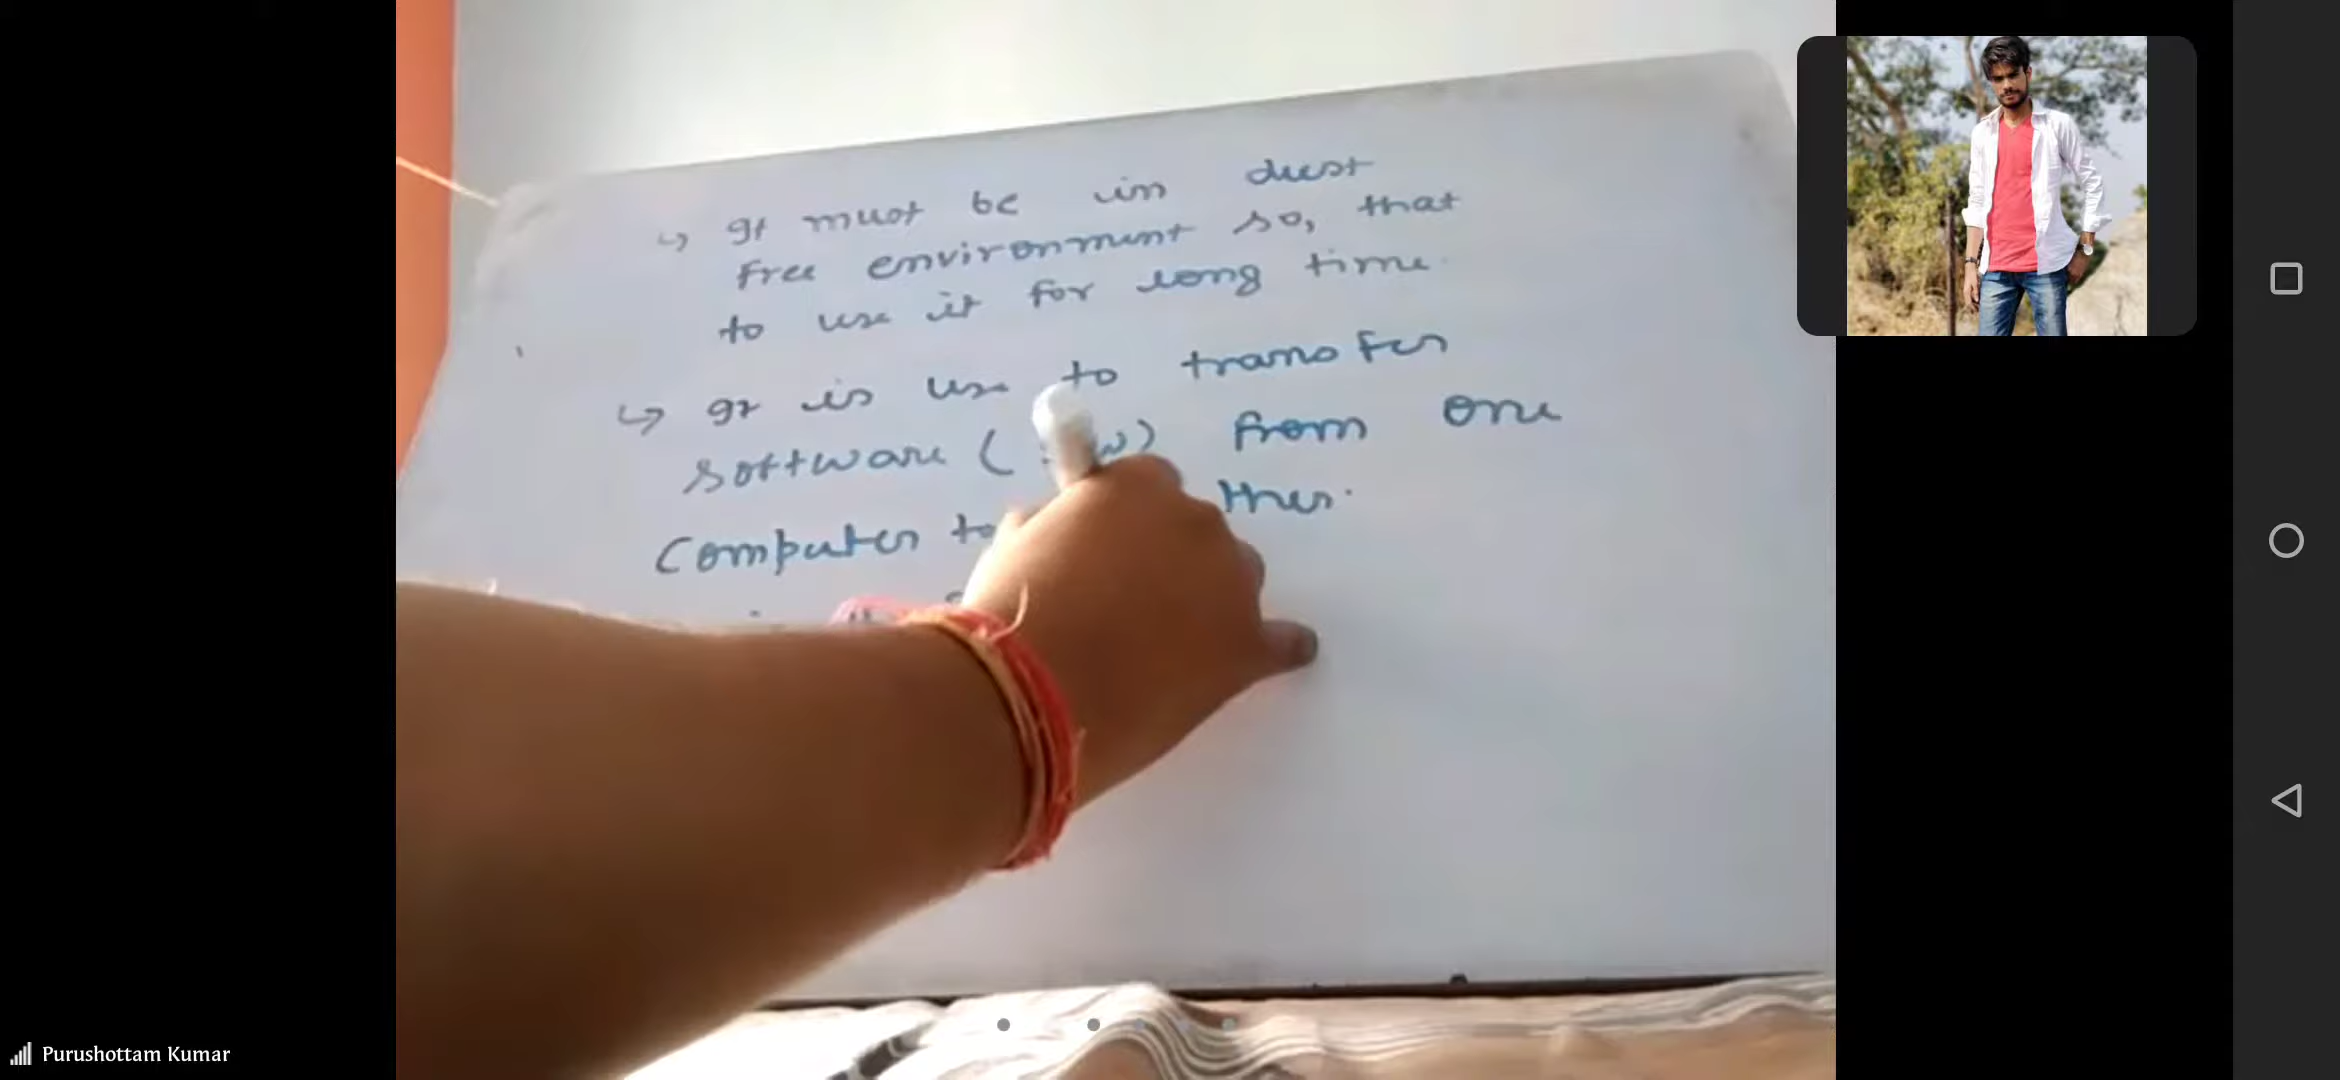 ↳ It must be in dust
free environment so, that
to use it for long time.
↳ It is use to transfer
software ( w) from one
Computer to ther.
Purushottam Kumar